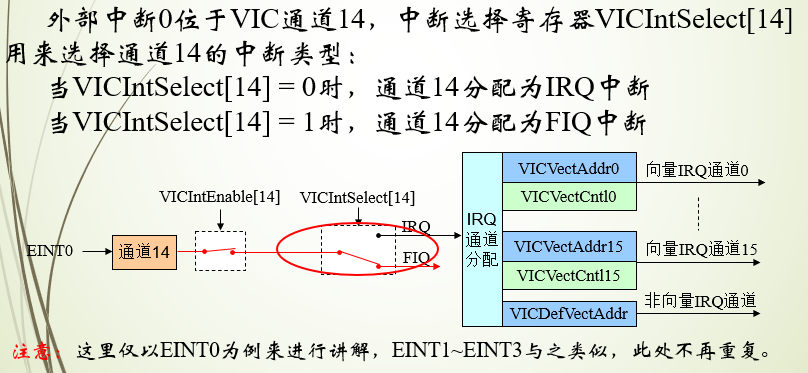 外部中断0位于VIC通道14，中断选择寄存器VICIntSelect[14]
用来选择通道14的中断类型：
当VICIntSelect[14] = 0时，通道14分配为IRQ中断
当VICIntSelect[14] = 1时，通道14分配为FIQ中断
VICIntEnable[14]
VICIntSelect[14]
EINT0
通道14
IRQ
FIQ
IRQ
通道
分配
VICVectAddr0
VICVectCntl0
向量IRQ通道0
VICVectAddr15
VICVectCntl15
向量IRQ通道15
VICDefVectAddr
非向量IRQ通道
注意：这里仅以EINT0为例来进行讲解，EINT1~EINT3与之类似，此处不再重复。